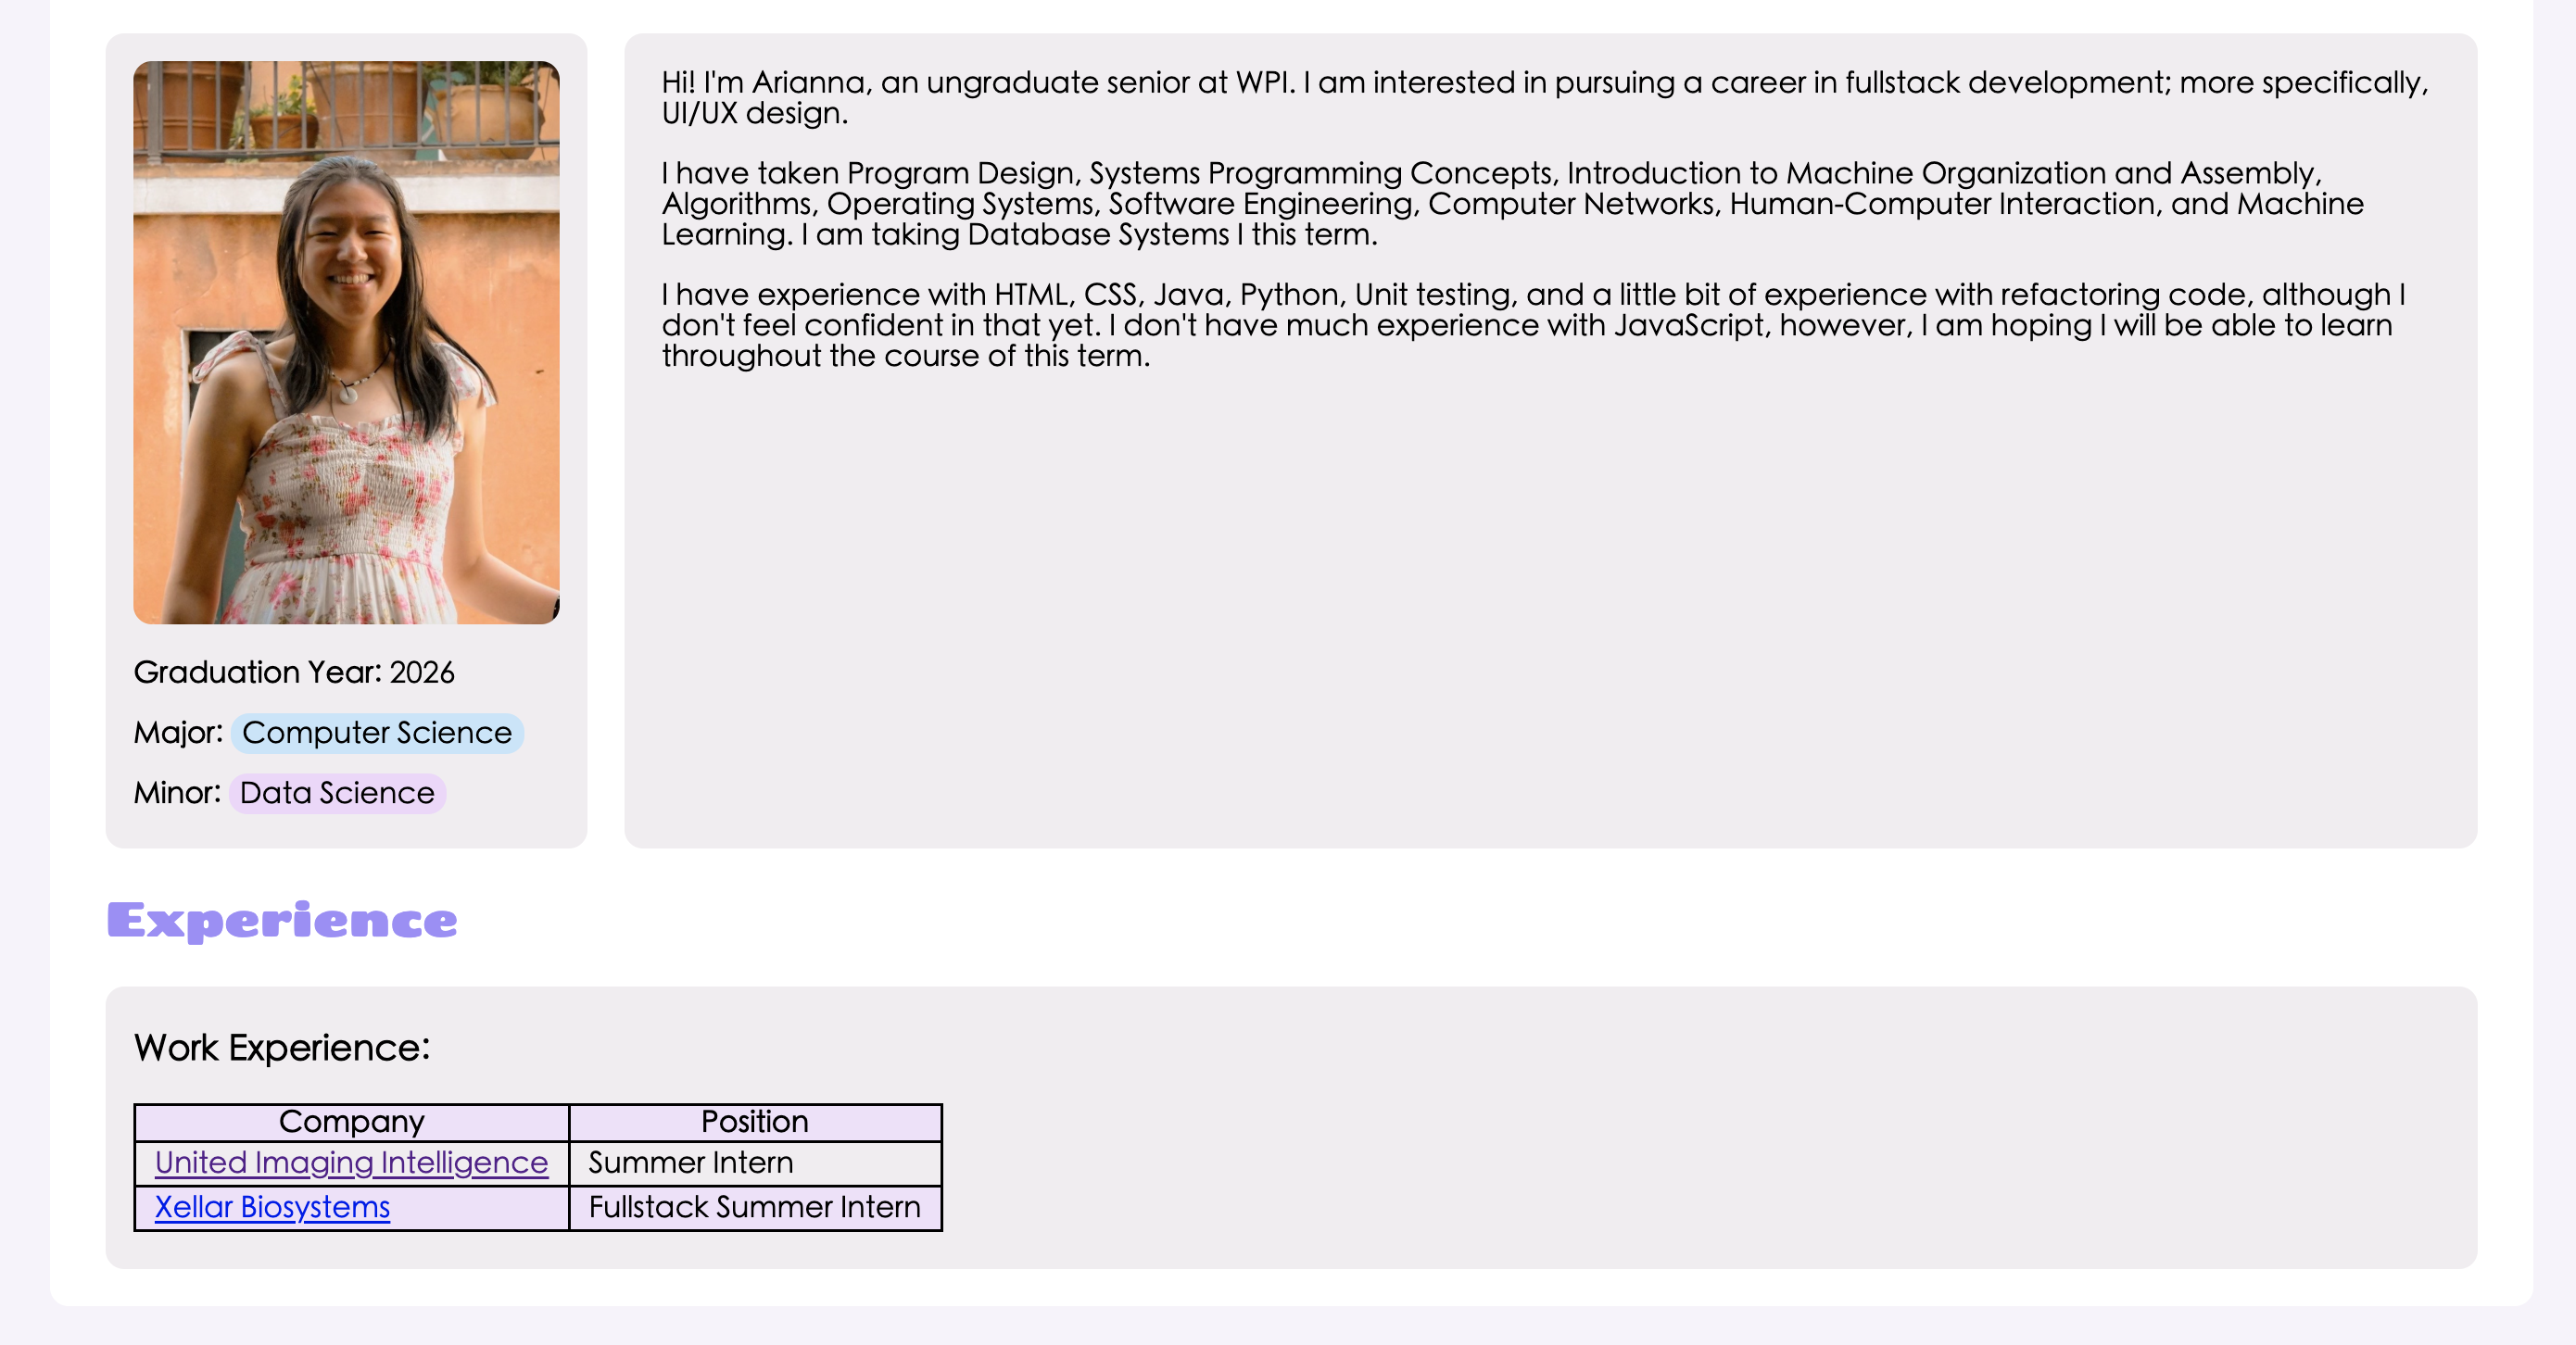 Hi! I'm Arianna, an ungraduate senior at WPI. I am interested in pursuing a career in fullstack development; more specifically,
UI/UX design.
I have taken Program Design, Systems Programming Concepts, Introduction to Machine Organization and Assembly,
Algorithms, Operating Systems, Software Engineering, Computer Networks, Human-Computer Interaction, and Machine
Learning. I am taking Database Systems I this term.
I have experience with HTML, CSS, Java, Python, Unit testing, and a little bit of experience with refactoring code, although I
don't feel confident in that yet. I don't have much experience with JavaScript, however, I am hoping I will be able to learn
throughout the course of this term.
Graduation Year: 2026
Major: Computer Science
Minor: Data Science
Experience
Work Experience:
Company Position
United Imaging Intelligence Summer Intern
Xellar Biosystems Fullstack Summer Intern